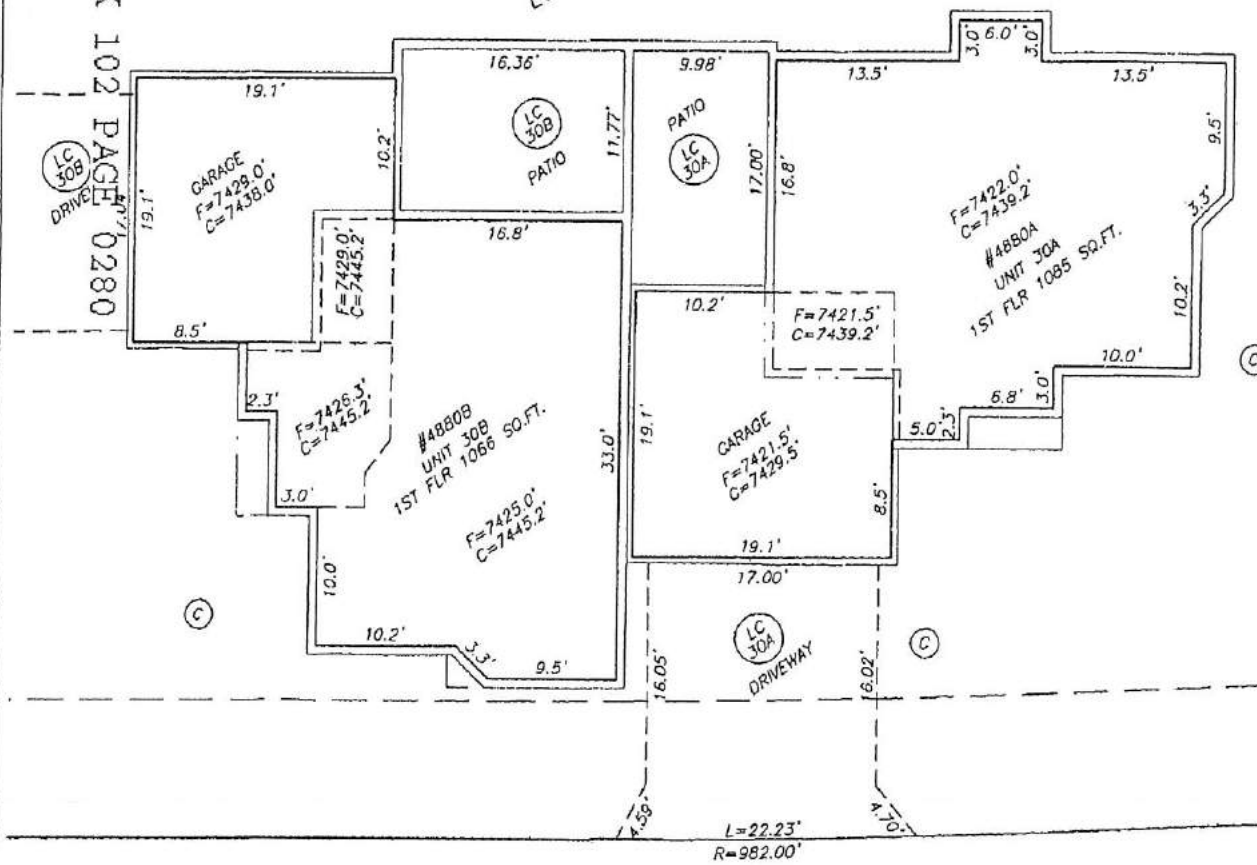 K 102 PAGE 0280
19.1'
10.2'
19.1'
8.5'
GARAGE
F=7429.0'
C=7438.0'
LC
30B
DRIVE
16.36'
11.77'
LC
30B
PATIO
9.98'
17.00'
PATIO
LC
30A
13.5'
3.0'
6.0'
3.0'
13.5'
9.5'
3.3'
10.2'
10.0'
3.0'
6.8'
2.3'
5.0'
16.8'
F=7422.0'
C=7439.2'
#4880A
UNIT 30A
1ST FLR 1085 SQ.FT.
F=7421.5'
C=7439.2'
16.8'
F=7429.0'
C=7445.2'
2.3'
F=7426.3'
C=7445.2'
3.0'
10.0'
10.2'
3.3'
9.5'
33.0'
#4880B
UNIT 30B
1ST FLR 1066 SQ.FT.
F=7425.0'
C=7445.2'
10.2'
19.1'
GARAGE
F=7421.5'
C=7429.5'
8.5'
19.1'
17.00'
LC
30A
DRIVEWAY
16.05'
16.02'
4.59'
4.70'
C
C
C
L=22.23'
R=982.00'